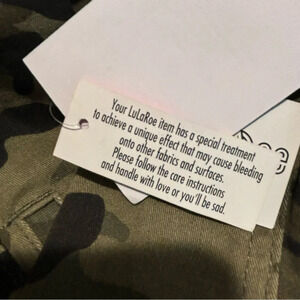 Your LuLaRoe item has a special treatment
to achieve a unique effect that may cause bleeding
onto other fabrics and surfaces.
Please follow the care instructions
and handle with love or you'll be sad.